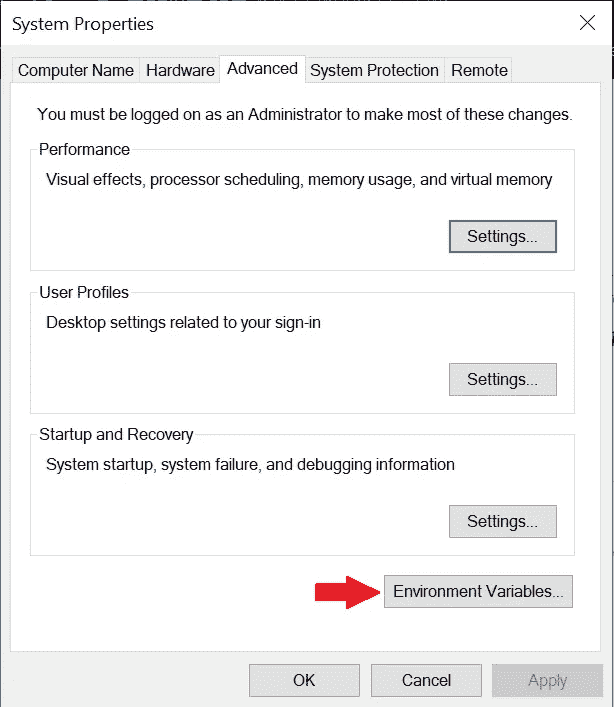 System Properties
Computer Name Hardware Advanced System Protection Remote
You must be logged on as an Administrator to make most of these changes.
Performance
Visual effects, processor scheduling, memory usage, and virtual memory
Settings...
User Profiles
Desktop settings related to your sign-in
Settings...
Startup and Recovery
System startup, system failure, and debugging information
Settings...
Environment Variables...
OK Cancel Apply